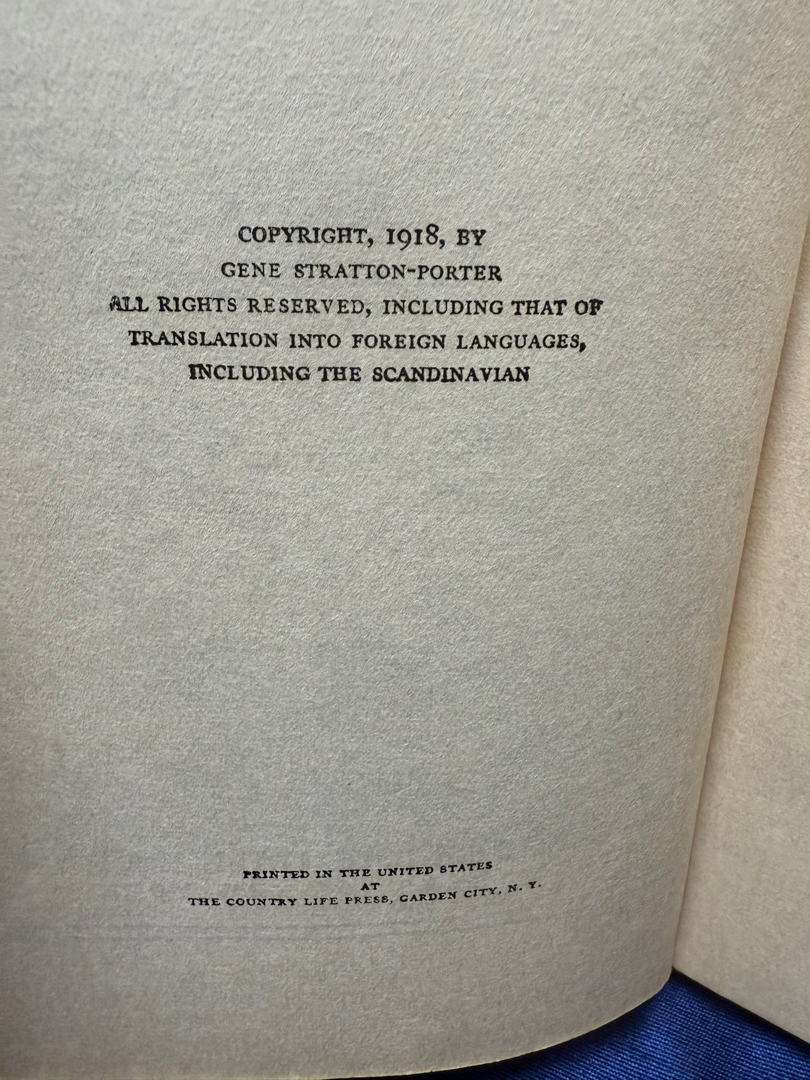 COPYRIGHT, 1918, BY
GENE STRATTON-PORTER
ALL RIGHTS RESERVED, INCLUDING THAT OF
TRANSLATION INTO FOREIGN LANGUAGES,
INCLUDING THE SCANDINAVIAN
PRINTED IN THE UNITED STATES
AT
THE COUNTRY LIFE PRESS, GARDEN CITY, N. Y.